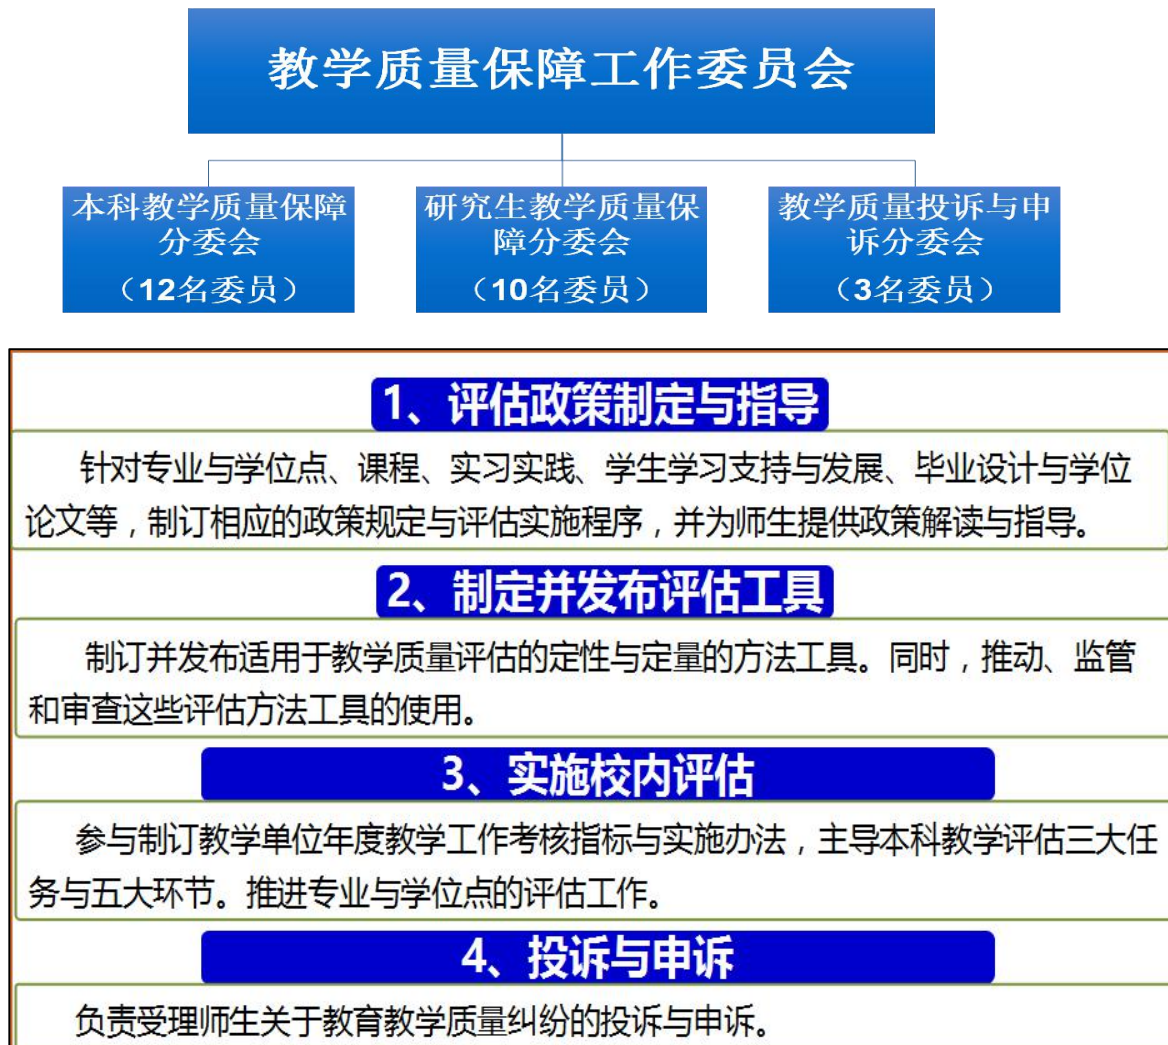 教学质量保障工作委员会
本科教学质量保障
分委会
（12名委员）
研究生教学质量保
障分委会
（10名委员）
教学质量投诉与申
诉分委会
（3名委员）
1、评估政策制定与指导
针对专业与学位点、课程、实习实践、学生学习支持与发展、毕业设计与学位
论文等，制订相应的政策规定与评估实施程序，并为师生提供政策解读与指导。
2、制定并发布评估工具
制订并发布适用于教学质量评估的定性与定量的方法工具。同时，推动、监管
和审查这些评估方法工具的使用。
3、实施校内评估
参与制订教学单位年度教学工作考核指标与实施办法，主导本科教学评估三大任
务与五大环节。推进专业与学位点的评估工作。
4、投诉与申诉
负责受理师生关于教育教学质量纠纷的投诉与申诉。